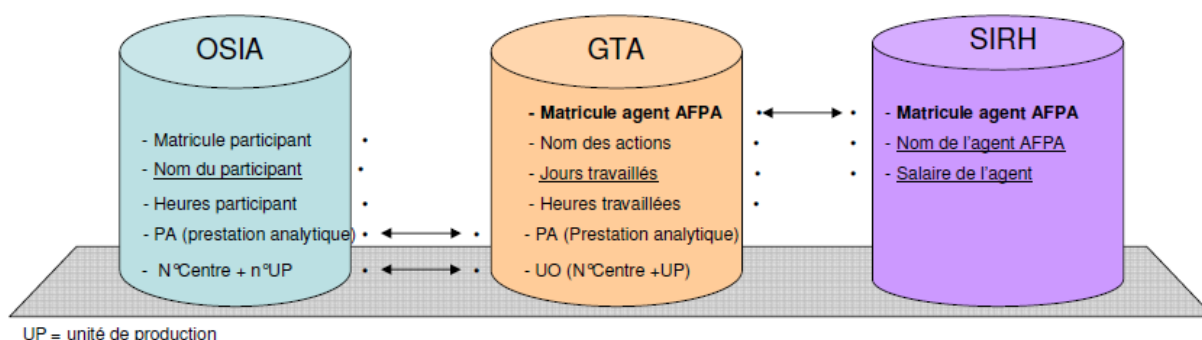 OSIA
- Matricule participant
- Nom du participant
- Heures participant
- PA (prestation analytique)
- N°Centre + n°UP
GTA
- Matricule agent AFPA
- Nom des actions
- Jours travaillés
- Heures travaillées
- PA (Prestation analytique)
- UO (N°Centre +UP)
SIRH
- Matricule agent AFPA
- Nom de l'agent AFPA
- Salaire de l'agent
UP = unité de production